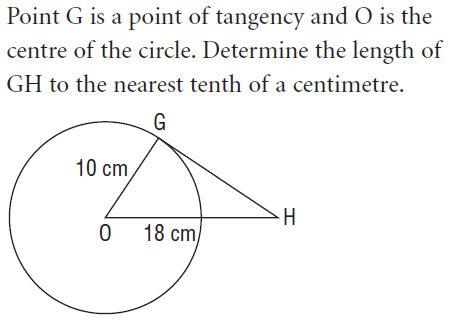 Point G is a point of tangency and O is the
centre of the circle. Determine the length of
GH to the nearest tenth of a centimetre.
G
10 cm
H
O 18 cm